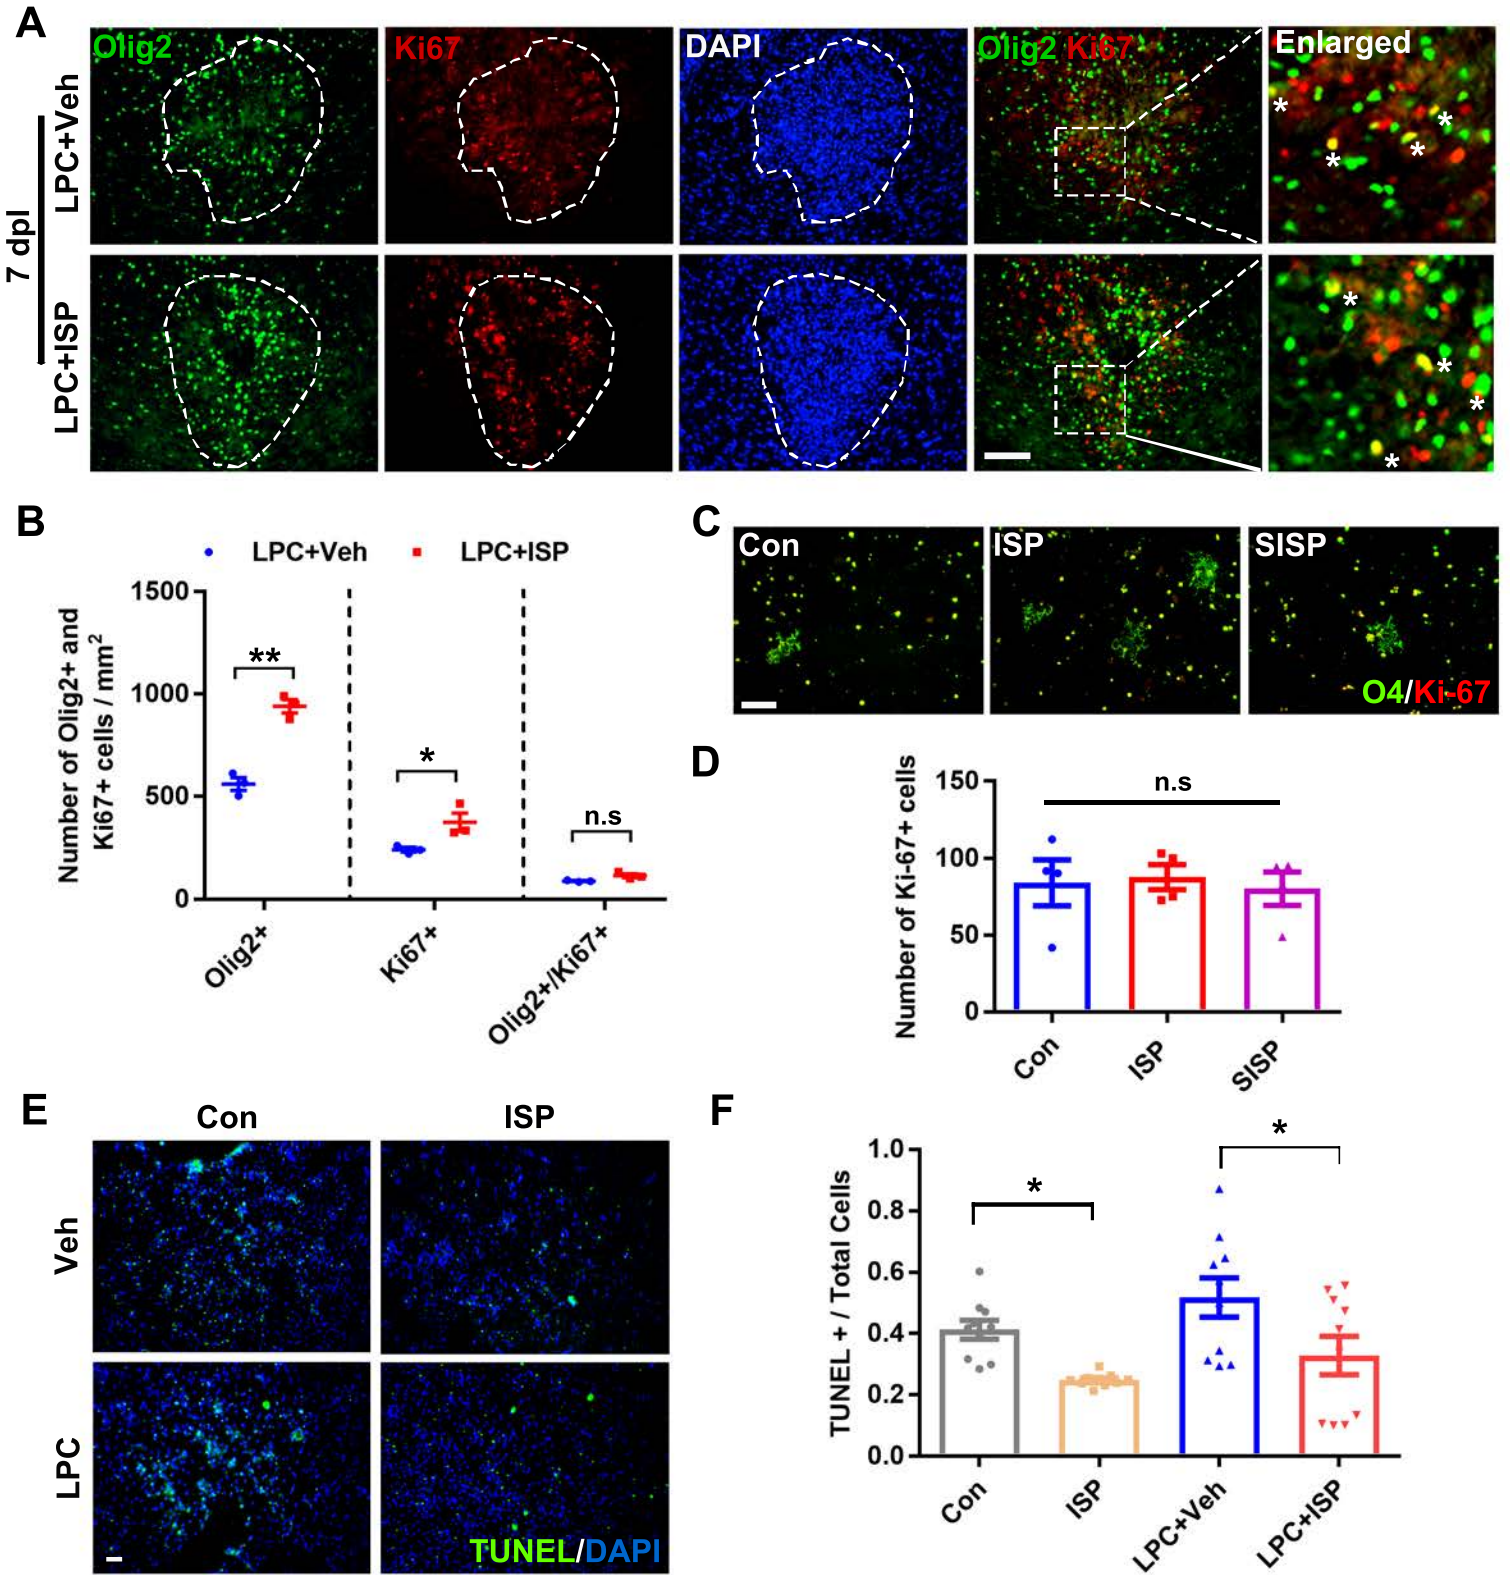 A
Olig2
Ki67
DAPI
Olig2 Ki67
Enlarged
*
*
*
*
7 dpl
LPC+Veh
LPC+ISP
*
*
*
*
B
LPC+Veh
LPC+ISP
Number of Olig2+ and
Ki67+ cells / mm2
1500
1000
500
0
**
*
n.s
Olig2+
Ki67+
Olig2+/Ki67+
C
Con
ISP
SISP
O4/Ki-67
D
Number of Ki-67+ cells
150
100
50
0
n.s
Con
ISP
SISP
E
Con
ISP
Veh
LPC
TUNEL/DAPI
F
TUNEL + / Total Cells
1.0
0.8
0.6
0.4
0.2
0.0
*
*
Con
ISP
LPC+Veh
LPC+ISP